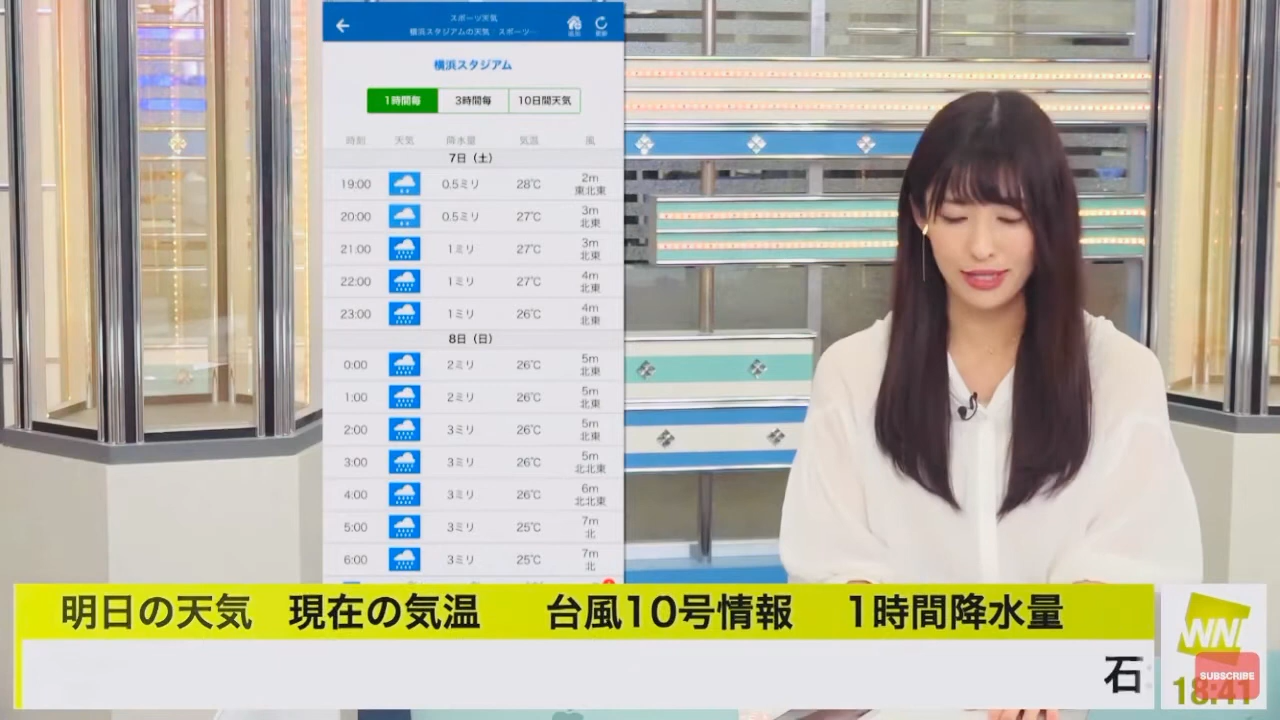 スポーツ天気
横浜スタジアムの天気 スポーツ…
追加
更新
横浜スタジアム
1時間毎 3時間毎 10日間天気
時刻 天気 降水量 気温 風
7日（土）
19:00 0.5ミリ 28℃ 2m 東北東
20:00 0.5ミリ 27℃ 3m 北東
21:00 1ミリ 27℃ 3m 北東
22:00 1ミリ 27℃ 4m 北東
23:00 1ミリ 26℃ 4m 北東
8日（日）
0:00 2ミリ 26℃ 5m 北東
1:00 2ミリ 26℃ 5m 北東
2:00 3ミリ 26℃ 5m 北東
3:00 3ミリ 26℃ 5m 北北東
4:00 3ミリ 26℃ 6m 北北東
5:00 3ミリ 25℃ 7m 北
6:00 3ミリ 25℃ 7m 北
明日の天気 現在の気温 台風10号情報 1時間降水量
石
WNI
SUBSCRIBE
18:41